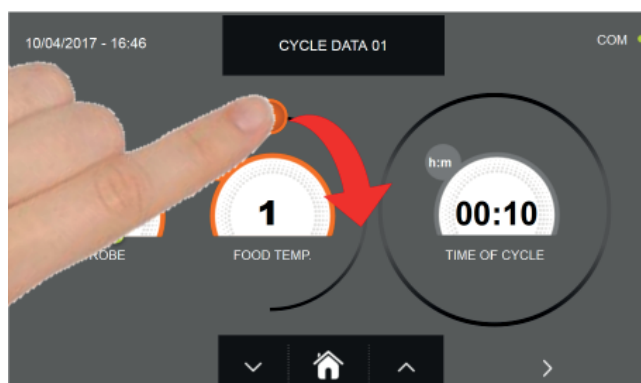 10/04/2017 - 16:46
CYCLE DATA 01
COM
h:m
1
00:10
ROBE
FOOD TEMP.
TIME OF CYCLE